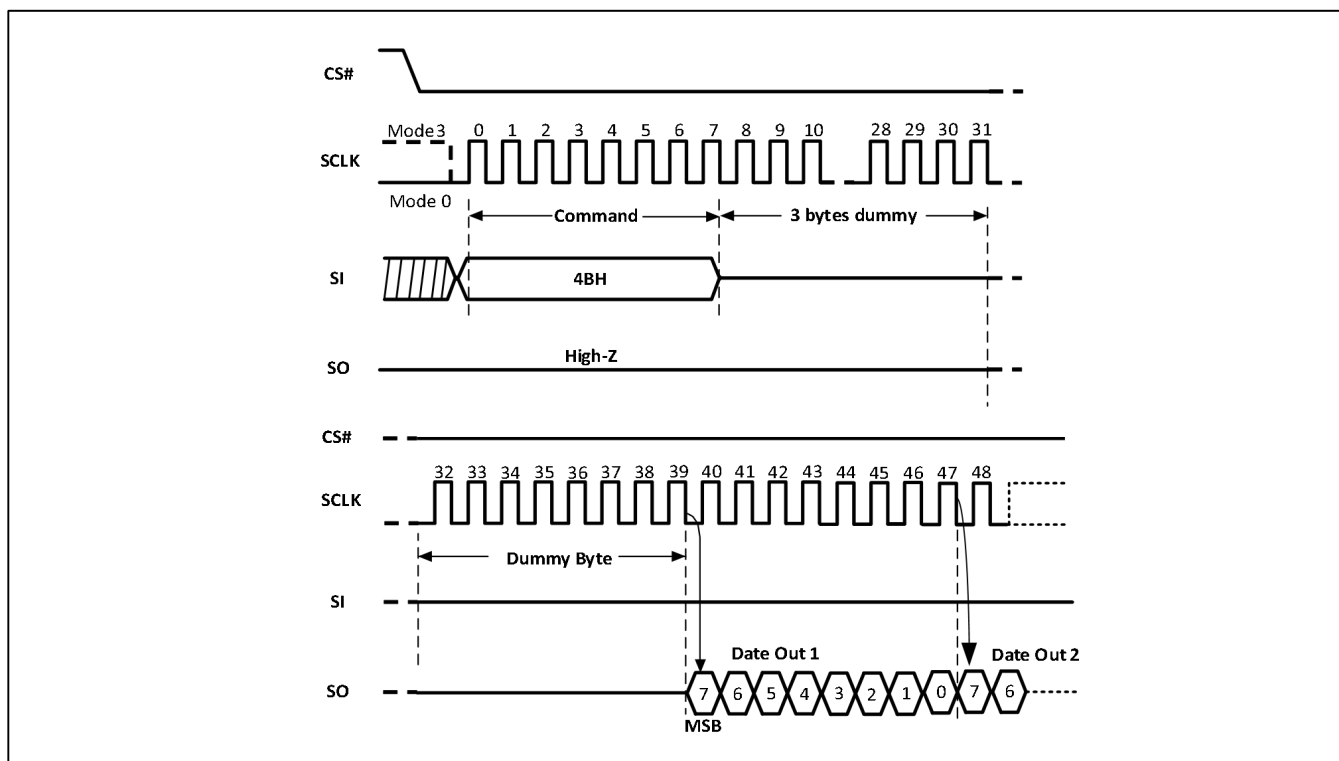 CS#
Mode3 0 1 2 3 4 5 6 7 8 9 10 28 29 30 31
SCLK
Mode 0
Command 3 bytes dummy
SI 4BH
High-Z
SO
CS#
32 33 34 35 36 37 38 39 40 41 42 43 44 45 46 47 48
SCLK
Dummy Byte
SI
Date Out 1 Date Out 2
SO 7 6 5 4 3 2 1 0 7 6
MSB